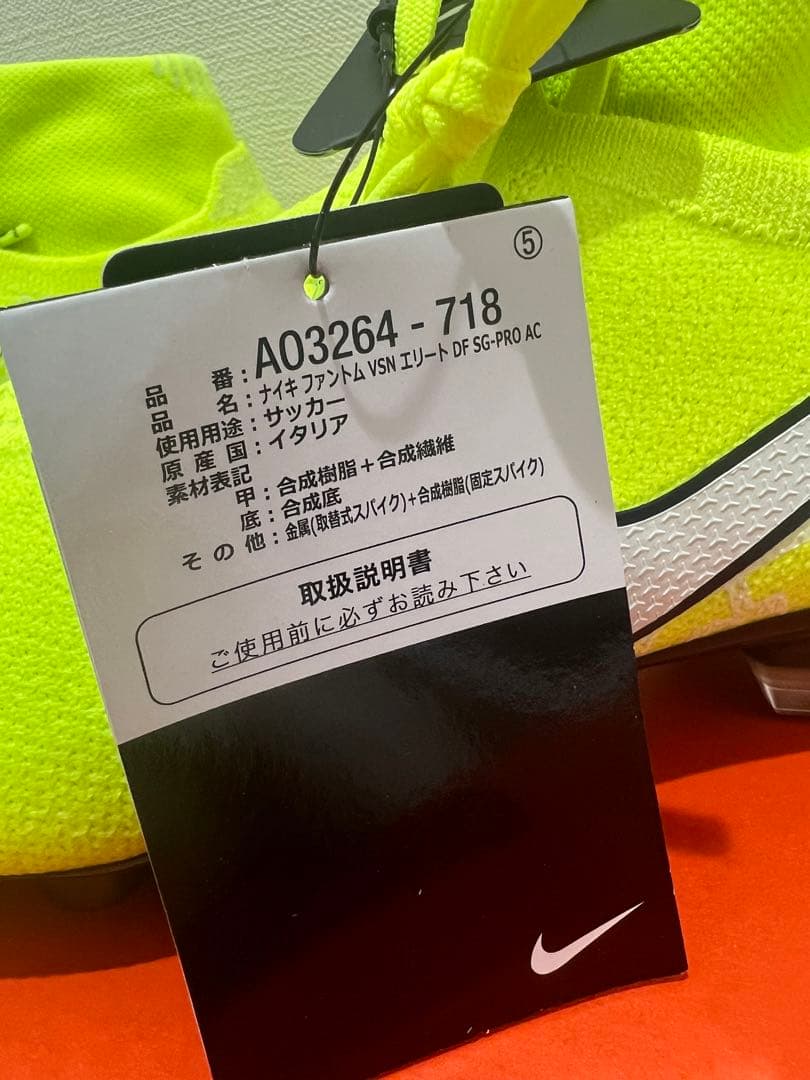 ⑤
品番:AO3264-718
品名:ナイキ ファントム VSN エリート DF SG-PRO AC
使用用途:サッカー
原産国:イタリア
素材表記
甲:合成樹脂+合成繊維
底:合成底
その他:金属(取替式スパイク)+合成樹脂(固定スパイク)
取扱説明書
ご使用前に必ずお読み下さい